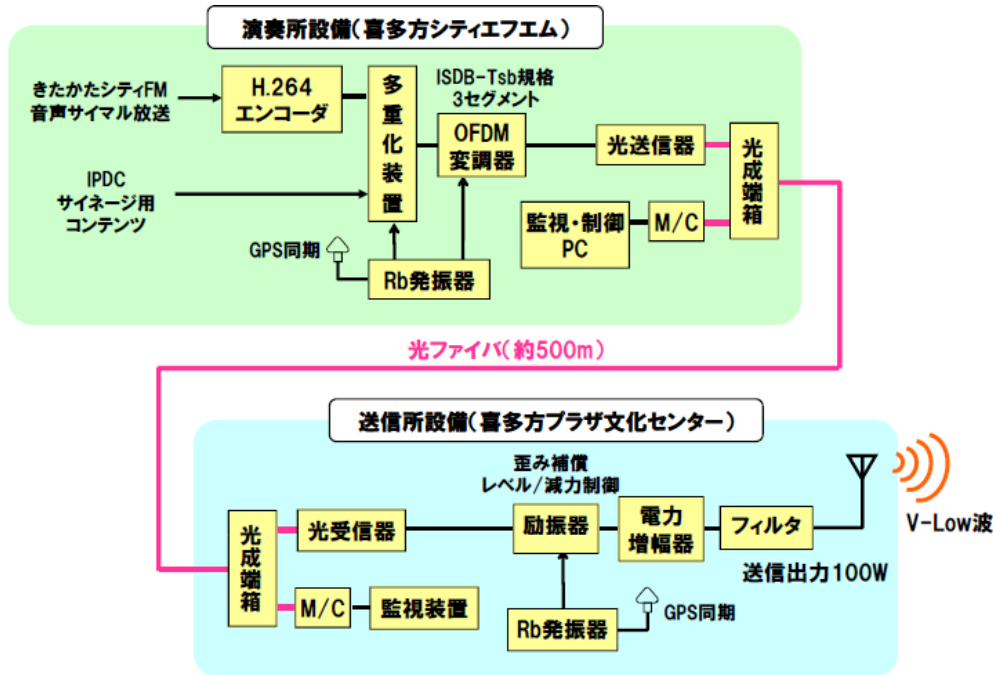 演奏所設備(喜多方シティエフエム)
きたかたシティFM
音声サイマル放送
H.264
エンコーダ
多重化装置
ISDB-Tsb規格
3セグメント
OFDM
変調器
光送信器
光成端箱
IPDC
サイネージ用
コンテンツ
監視・制御
PC
M/C
GPS同期
Rb発振器
光ファイバ(約500m)
送信所設備(喜多方プラザ文化センター)
歪み補償
レベル/減力制御
光成端箱
光受信器
励振器
電力
増幅器
フィルタ
V-Low波
送信出力100W
M/C
監視装置
Rb発振器
GPS同期